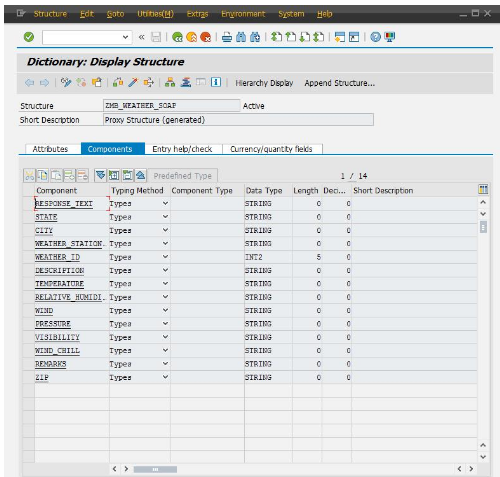 Structure Edit Goto Utilities(M) Extras Environment System Help
Dictionary: Display Structure
Hierarchy Display Append Structure...
Structure ZMB_WEATHER_SOAP Active
Short Description Proxy Structure (generated)
Attributes Components Entry help/check Currency/quantity fields
Predefined Type 1 / 14
Component Typing Method Component Type Data Type Length Deci... Short Description
RESPONSE_TEXT Types STRING 0 0
STATE Types STRING 0 0
CITY Types STRING 0 0
WEATHER_STATION. Types STRING 0 0
WEATHER_ID Types INT2 5 0
DESCRIPTION Types STRING 0 0
TEMPERATURE Types STRING 0 0
RELATIVE_HUMIDI. Types STRING 0 0
WIND Types STRING 0 0
PRESSURE Types STRING 0 0
VISIBILITY Types STRING 0 0
WIND_CHILL Types STRING 0 0
REMARKS Types STRING 0 0
ZIP Types STRING 0 0